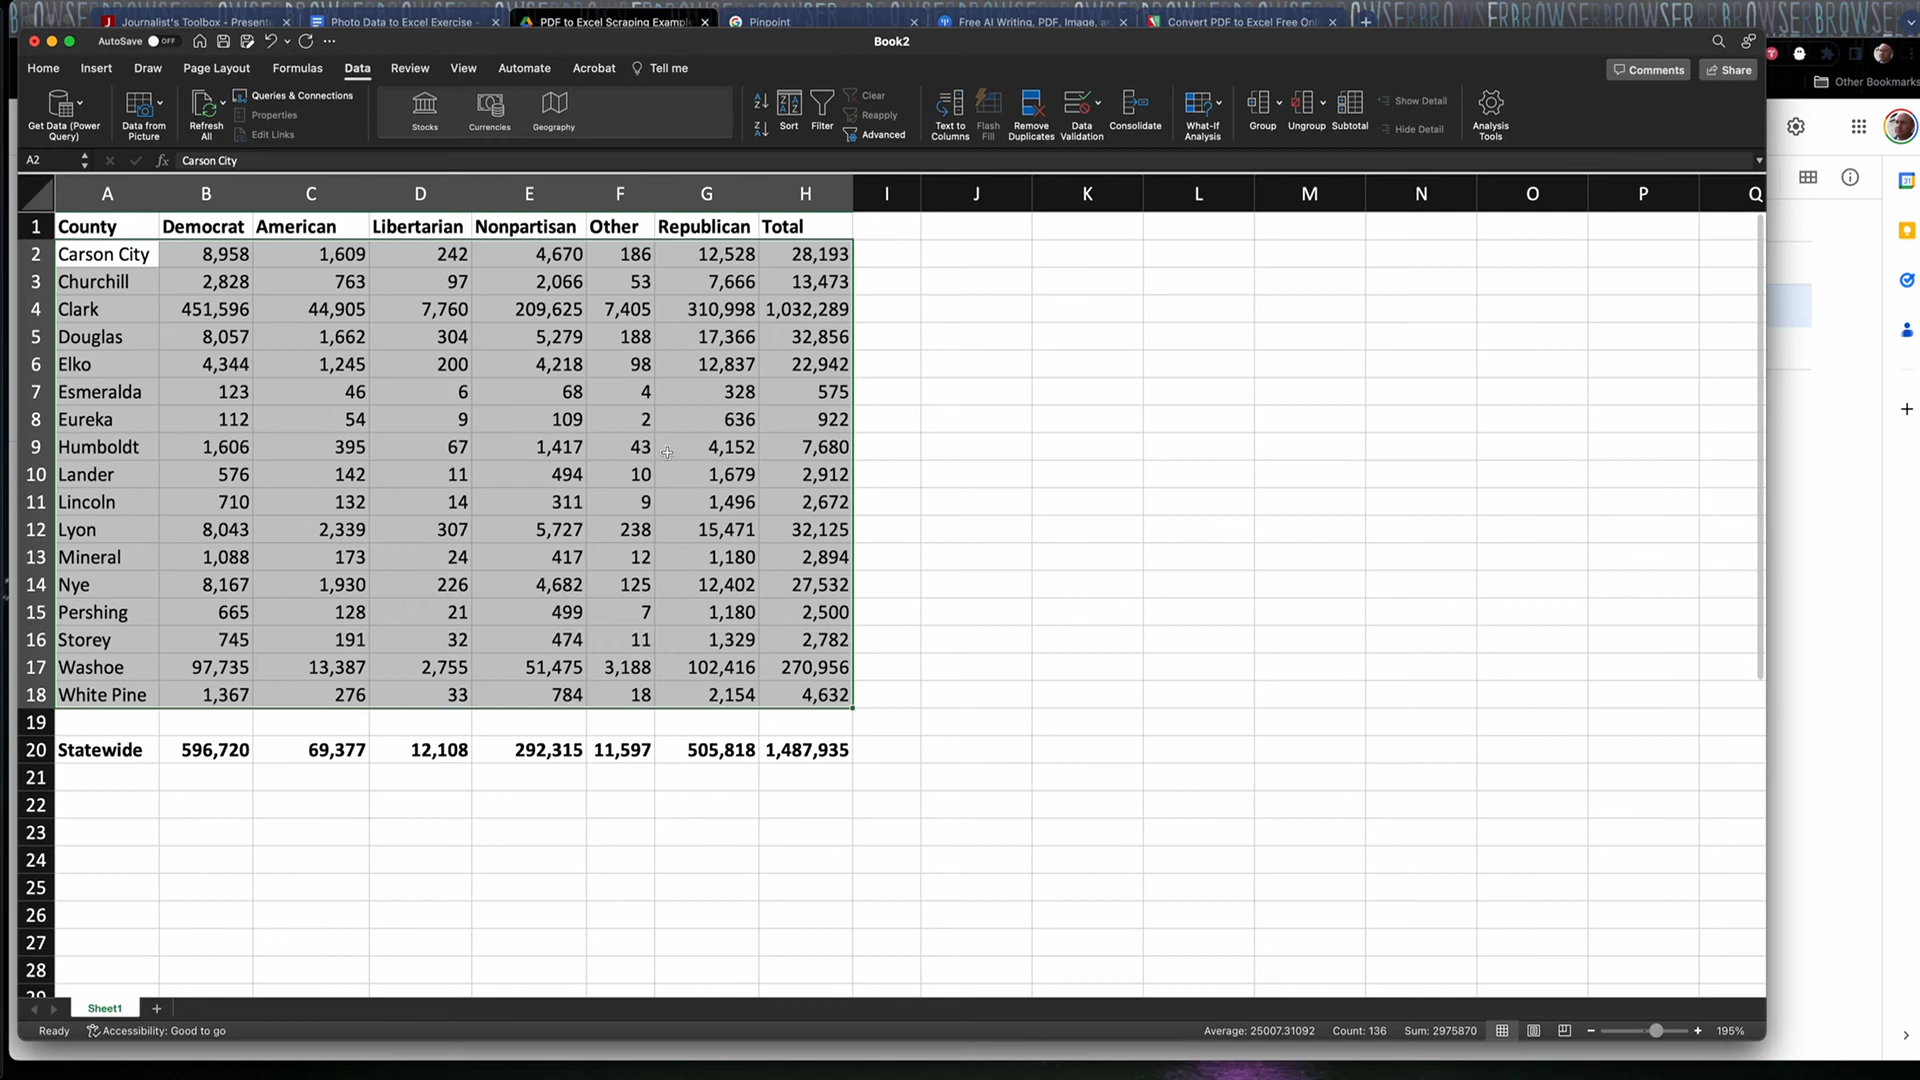 Journalist's Toolbox - Present
Photo Data to Excel Exercise -
PDF to Excel Scraping Exampl
Pinpoint
Free AI Writing, PDF, Image, a
Convert PDF to Excel Free Onl
AutoSave OFF
Book2
Home Insert Draw Page Layout Formulas Data Review View Automate Acrobat Tell me
Comments Share
Other Bookmarks
Get Data (Power Query)
Data from Picture
Refresh All
Queries & Connections
Properties
Edit Links
Stocks Currencies Geography
Sort Filter
Clear
Reapply
Advanced
Text to Columns
Flash Fill
Remove Duplicates
Data Validation
Consolidate
What-If Analysis
Group Ungroup Subtotal
Show Detail
Hide Detail
Analysis Tools
A2 fx Carson City
A B C D E F G H I J K L M N O P Q
1 County Democrat American Libertarian Nonpartisan Other Republican Total
2 Carson City 8,958 1,609 242 4,670 186 12,528 28,193
3 Churchill 2,828 763 97 2,066 53 7,666 13,473
4 Clark 451,596 44,905 7,760 209,625 7,405 310,998 1,032,289
5 Douglas 8,057 1,662 304 5,279 188 17,366 32,856
6 Elko 4,344 1,245 200 4,218 98 12,837 22,942
7 Esmeralda 123 46 6 68 4 328 575
8 Eureka 112 54 9 109 2 636 922
9 Humboldt 1,606 395 67 1,417 43 4,152 7,680
10 Lander 576 142 11 494 10 1,679 2,912
11 Lincoln 710 132 14 311 9 1,496 2,672
12 Lyon 8,043 2,339 307 5,727 238 15,471 32,125
13 Mineral 1,088 173 24 417 12 1,180 2,894
14 Nye 8,167 1,930 226 4,682 125 12,402 27,532
15 Pershing 665 128 21 499 7 1,180 2,500
16 Storey 745 191 32 474 11 1,329 2,782
17 Washoe 97,735 13,387 2,755 51,475 3,188 102,416 270,956
18 White Pine 1,367 276 33 784 18 2,154 4,632
19
20 Statewide 596,720 69,377 12,108 292,315 11,597 505,818 1,487,935
21
22
23
24
25
26
27
28
29
Sheet1
Ready Accessibility: Good to go Average: 25007.31092 Count: 136 Sum: 2975870 195%